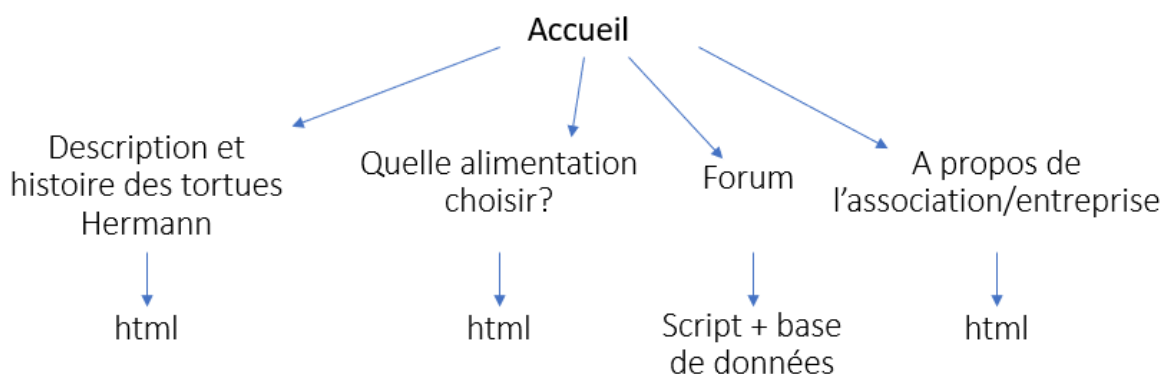 Accueil
Description et
histoire des tortues
Hermann
Quelle alimentation
choisir?
Forum
A propos de
l’association/entreprise
html
html
Script + base
de données
html